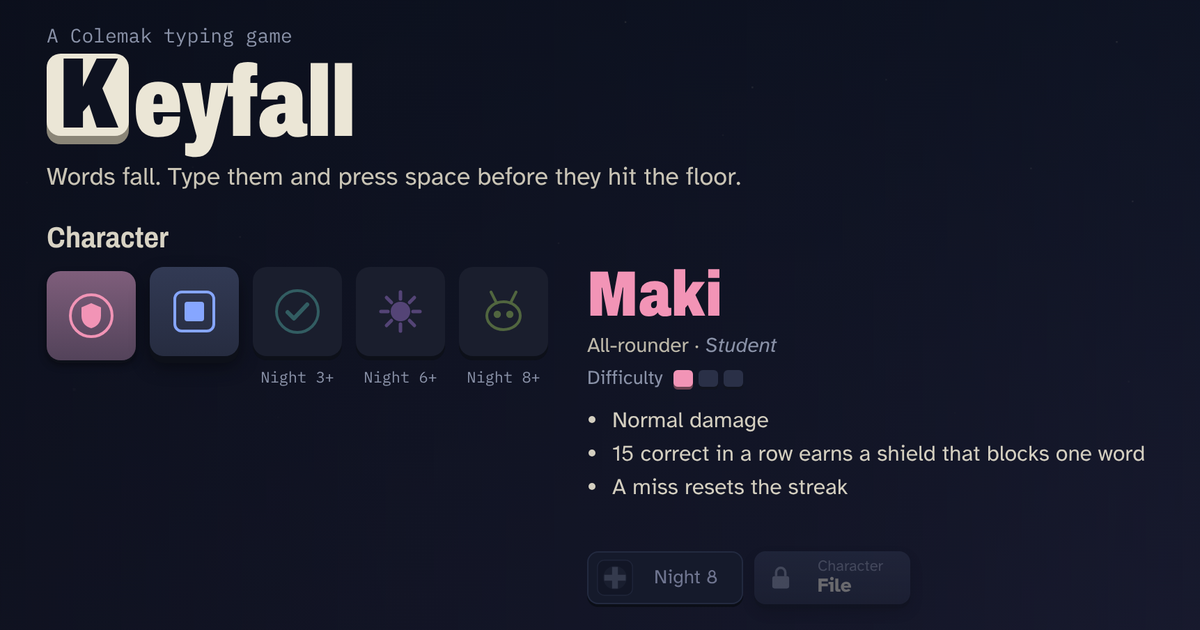 A Colemak typing game
Keyfall
Words fall. Type them and press space before they hit the floor.
Character
Night 3+
Night 6+
Night 8+
Maki
All-rounder · Student
Difficulty
• Normal damage
• 15 correct in a row earns a shield that blocks one word
• A miss resets the streak
Night 8
Character
File